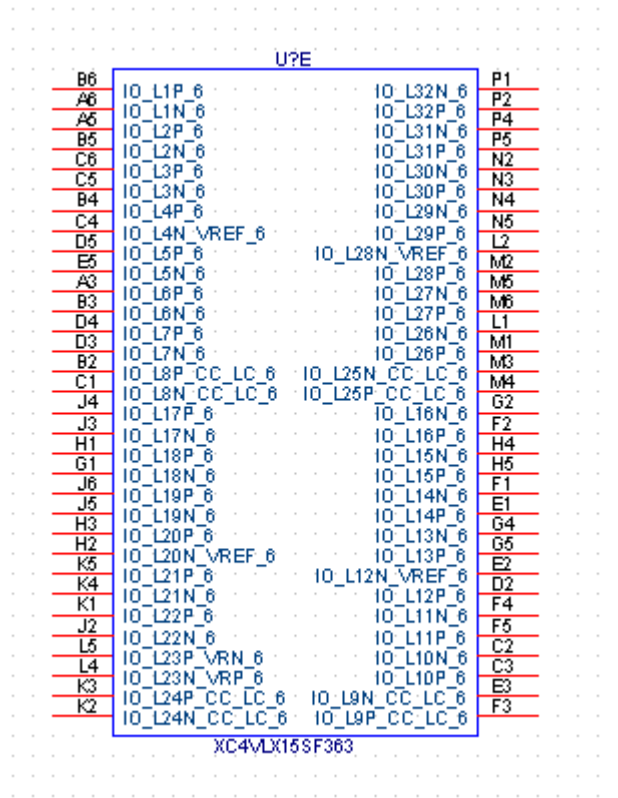 U?E
B6 IO_L1P_6 IO_L32N_6 P1
A6 IO_L1N_6 IO_L32P_6 P2
A5 IO_L2P_6 IO_L31N_6 P4
B5 IO_L2N_6 IO_L31P_6 P5
C6 IO_L3P_6 IO_L30N_6 N2
C5 IO_L3N_6 IO_L30P_6 N3
B4 IO_L4P_6 IO_L29N_6 N4
C4 IO_L4N_VREF_6 IO_L29P_6 N5
D5 IO_L5P_6 IO_L28N_VREF_6 L2
E5 IO_L5N_6 IO_L28P_6 M2
A3 IO_L6P_6 IO_L27N_6 M5
B3 IO_L6N_6 IO_L27P_6 M6
D4 IO_L7P_6 IO_L26N_6 L1
D3 IO_L7N_6 IO_L26P_6 M1
B2 IO_L8P_CC_LC_6 IO_L25N_CC_LC_6 M3
C1 IO_L8N_CC_LC_6 IO_L25P_CC_LC_6 M4
J4 IO_L17P_6 IO_L16N_6 G2
J3 IO_L17N_6 IO_L16P_6 F2
H1 IO_L18P_6 IO_L15N_6 H4
G1 IO_L18N_6 IO_L15P_6 H5
J6 IO_L19P_6 IO_L14N_6 F1
J5 IO_L19N_6 IO_L14P_6 E1
H3 IO_L20P_6 IO_L13N_6 G4
H2 IO_L20N_VREF_6 IO_L13P_6 G5
K5 IO_L21P_6 IO_L12N_VREF_6 E2
K4 IO_L21N_6 IO_L12P_6 D2
K1 IO_L22P_6 IO_L11N_6 F4
J2 IO_L22N_6 IO_L11P_6 F5
L5 IO_L23P_VRN_6 IO_L10N_6 C2
L4 IO_L23N_VRP_6 IO_L10P_6 C3
K3 IO_L24P_CC_LC_6 IO_L9N_CC_LC_6 E3
K2 IO_L24N_CC_LC_6 IO_L9P_CC_LC_6 F3
XC4VLX15SF363